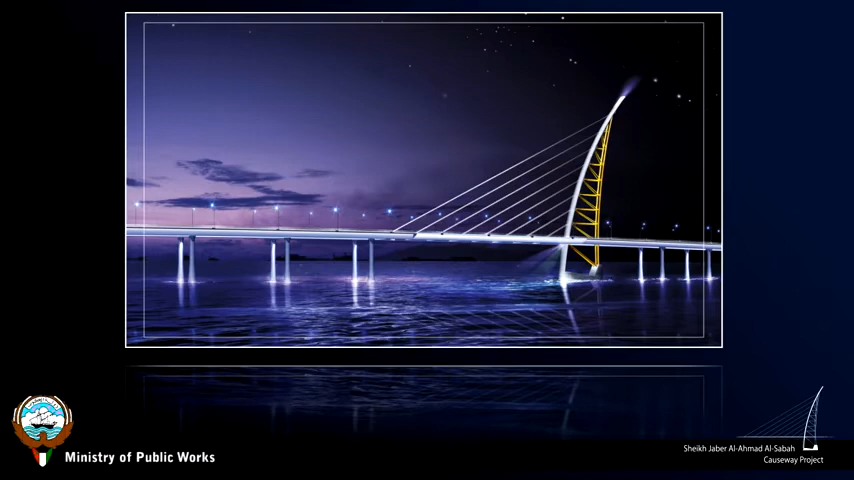 Ministry of Public Works
Sheikh Jaber Al-Ahmad Al-Sabah
Causeway Project